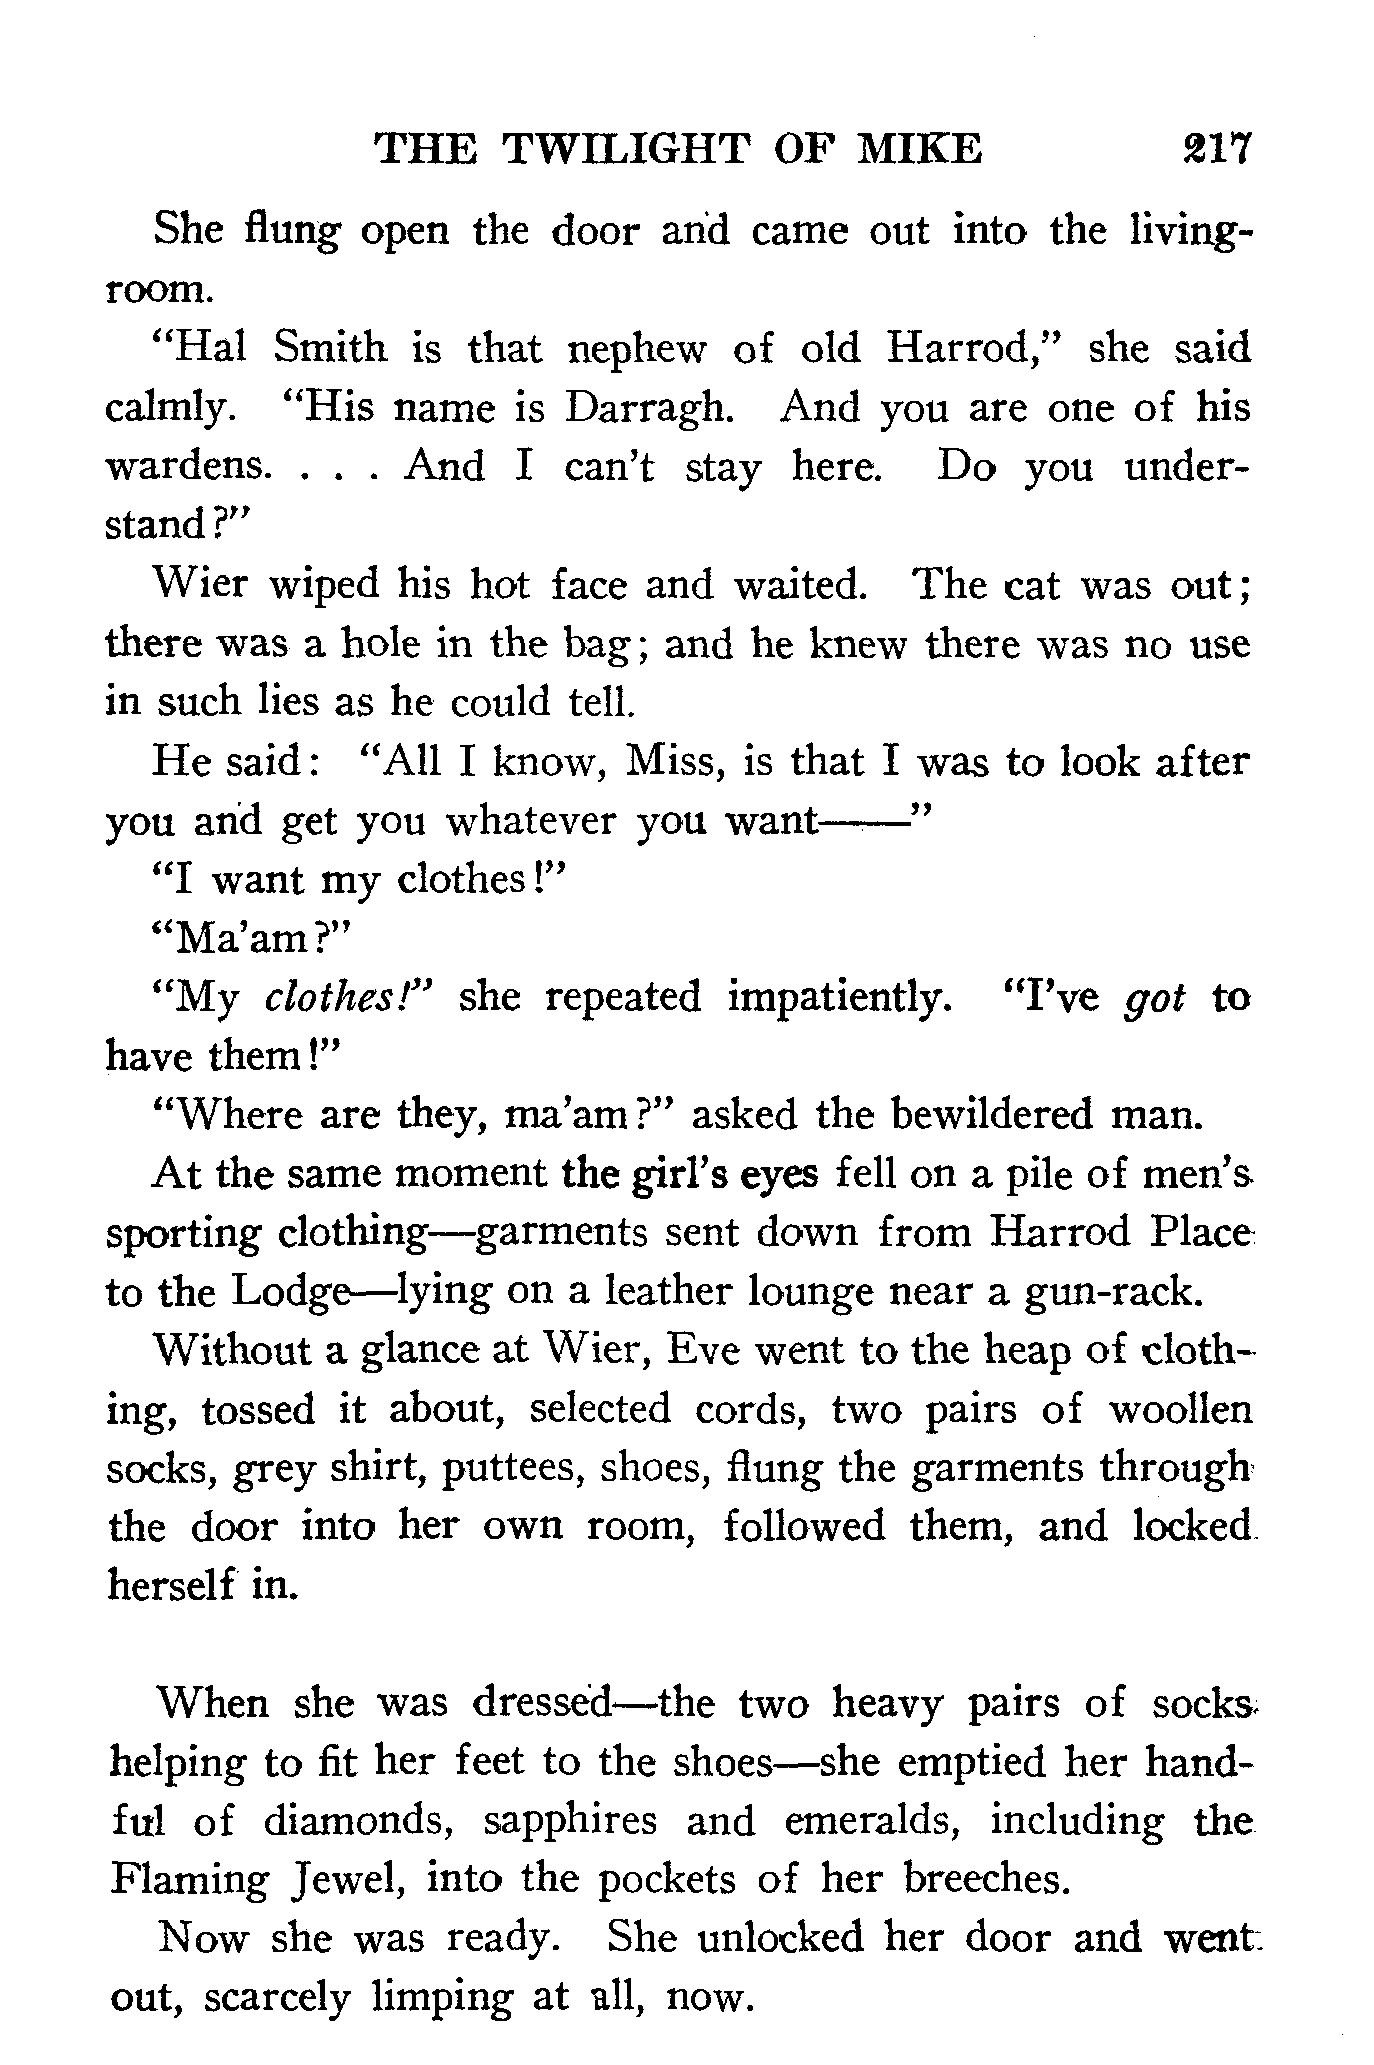 THE TWILIGHT OF MIKE 217
She flung open the door and came out into the living-
room.
"Hal Smith is that nephew of old Harrod," she said
calmly. "His name is Darragh. And you are one of his
wardens. . . . And I can't stay here. Do you under-
stand?"
Wier wiped his hot face and waited. The cat was out;
there was a hole in the bag; and he knew there was no use
in such lies as he could tell.
He said: "All I know, Miss, is that I was to look after
you and get you whatever you want——"
"I want my clothes!"
"Ma'am?"
"My clothes!" she repeated impatiently. "I've got to
have them!"
"Where are they, ma'am?" asked the bewildered man.
At the same moment the girl's eyes fell on a pile of men's
sporting clothing—garments sent down from Harrod Place
to the Lodge—lying on a leather lounge near a gun-rack.
Without a glance at Wier, Eve went to the heap of cloth-
ing, tossed it about, selected cords, two pairs of woollen
socks, grey shirt, puttees, shoes, flung the garments through
the door into her own room, followed them, and locked
herself in.
When she was dressed—the two heavy pairs of socks
helping to fit her feet to the shoes—she emptied her hand-
ful of diamonds, sapphires and emeralds, including the
Flaming Jewel, into the pockets of her breeches.
Now she was ready. She unlocked her door and went
out, scarcely limping at all, now.